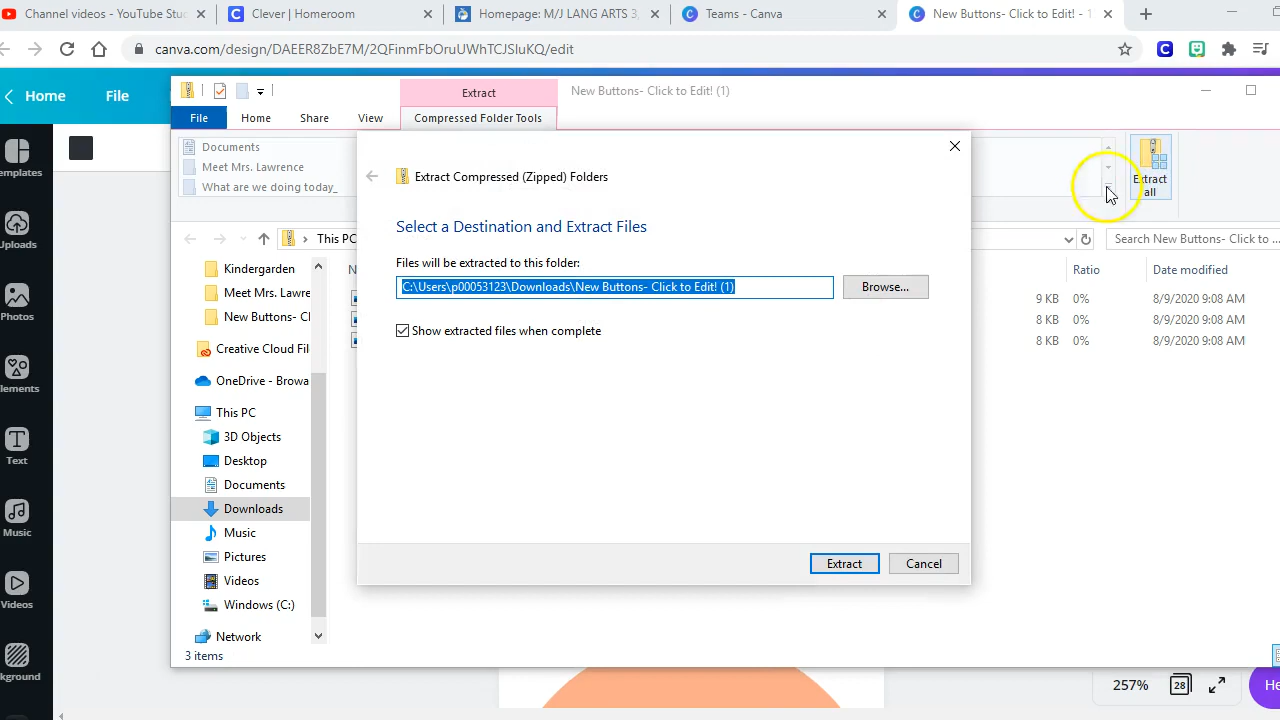 Channel videos - YouTube Stu
Clever | Homeroom
Homepage: M/J LANG ARTS 3,
Teams - Canva
New Buttons- Click to Edit! - 1
canva.com/design/DAEER8ZbE7M/2QFinmFbOruUWhTCJSluKQ/edit
Home
File
Extract
New Buttons- Click to Edit! (1)
File
Home
Share
View
Compressed Folder Tools
Documents
Meet Mrs. Lawrence
What are we doing today_
Extract
all
emplates
Uploads
Photos
lements
Text
Music
Videos
kground
This PC
Search New Buttons- Click to ...
Kindergarden
Meet Mrs. Lawre
New Buttons- Cl
Creative Cloud Fil
OneDrive - Browa
This PC
3D Objects
Desktop
Documents
Downloads
Music
Pictures
Videos
Windows (C:)
Network
3 items
Extract Compressed (Zipped) Folders
Select a Destination and Extract Files
Files will be extracted to this folder:
C:\Users\p00053123\Downloads\New Buttons- Click to Edit! (1)
Browse...
Show extracted files when complete
Extract
Cancel
Ratio
Date modified
9 KB 0% 8/9/2020 9:08 AM
8 KB 0% 8/9/2020 9:08 AM
8 KB 0% 8/9/2020 9:08 AM
257%
28
He